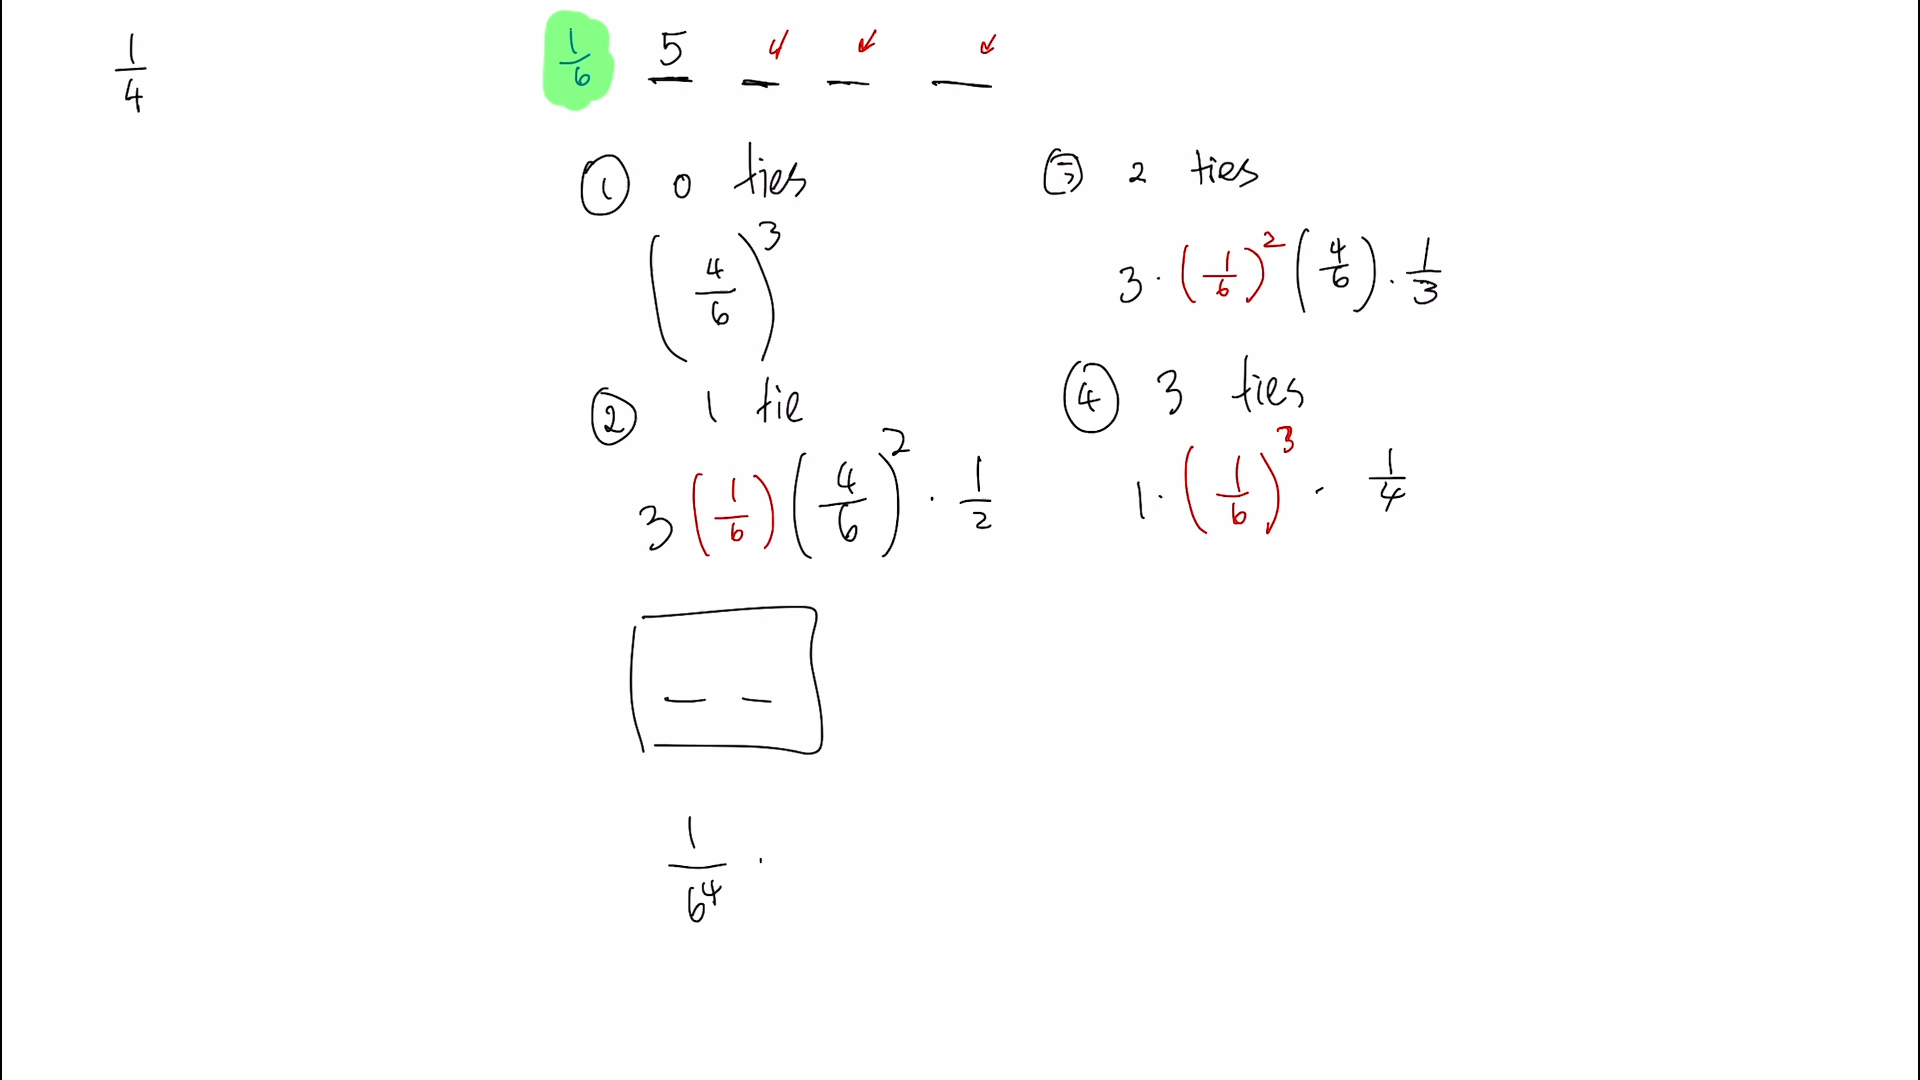 1/4
1/6 5 4 ✓ ✓
① 0 ties
(4/6)^3
② 1 tie
3 (1/6) (4/6)^2 · 1/2
③ 2 ties
3 · (1/6)^2 (4/6) · 1/3
④ 3 ties
1 · (1/6)^3 · 1/4
1/6^4 ·